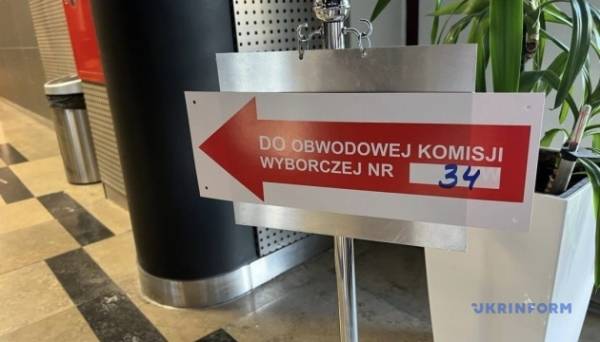 DO OBWODOWEJ KOMISJI
WYBORCZEJ NR 34
UKRINFORM